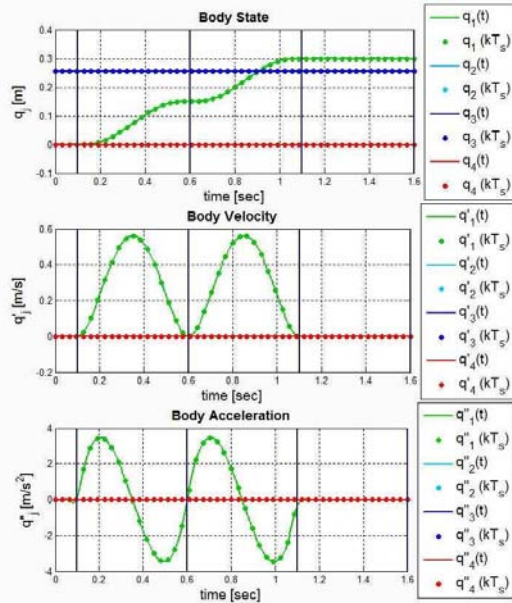 Body State
q_j [m]
0.4
0.3
0.2
0.1
0
-0.1
0 0.2 0.4 0.6 0.8 1 1.2 1.4 1.6
time [sec]
q_1(t)
q_1 (kT_s)
q_2(t)
q_2 (kT_s)
q_3(t)
q_3 (kT_s)
q_4(t)
q_4 (kT_s)
Body Velocity
q'_j [m/s]
0.6
0.4
0.2
0
-0.2
0 0.2 0.4 0.6 0.8 1 1.2 1.4 1.6
time [sec]
q'_1(t)
q'_1 (kT_s)
q'_2(t)
q'_2 (kT_s)
q'_3(t)
q'_3 (kT_s)
q'_4(t)
q'_4 (kT_s)
Body Acceleration
q"_j [m/s²]
4
2
0
-2
-4
0 0.2 0.4 0.6 0.8 1 1.2 1.4 1.6
time [sec]
q"_1(t)
q"_1 (kT_s)
q"_2(t)
q"_2 (kT_s)
q"_3(t)
q"_3 (kT_s)
q"_4(t)
q"_4 (kT_s)